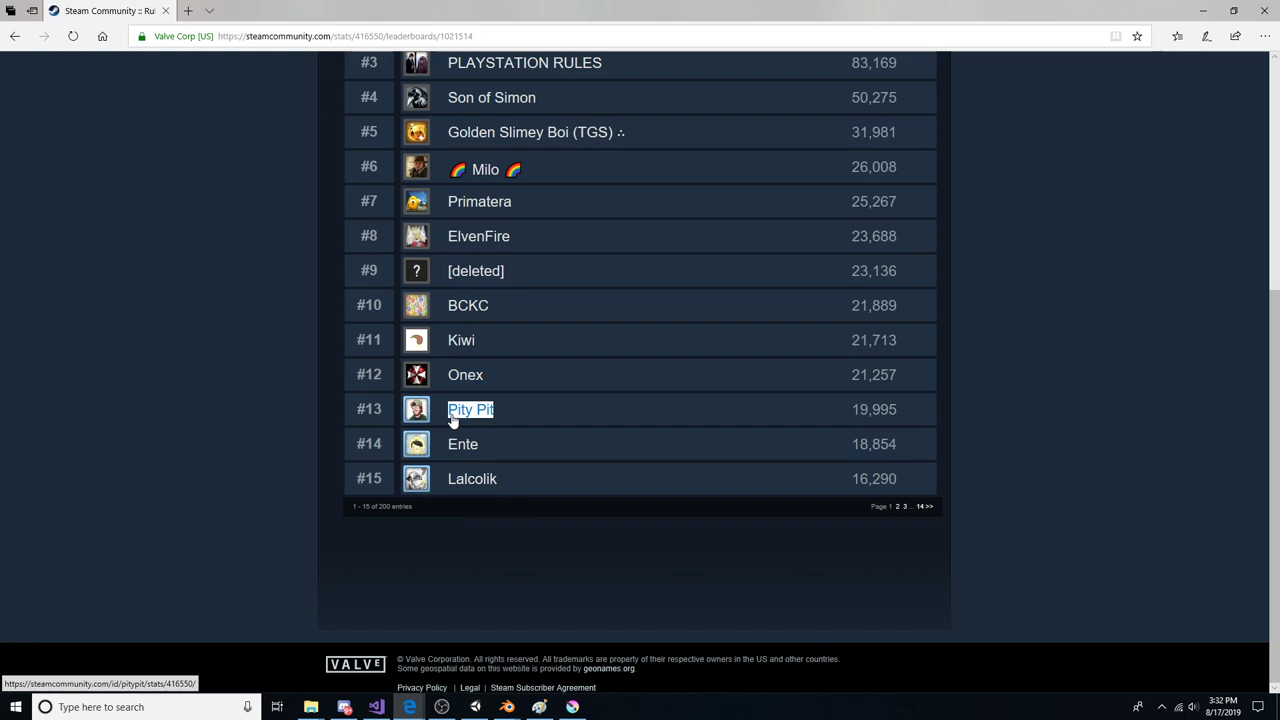 Steam Community :: Ru
Valve Corp [US] https://steamcommunity.com/stats/416550/leaderboards/1021514
#3 PLAYSTATION RULES 83,169
#4 Son of Simon 50,275
#5 Golden Slimey Boi (TGS) ∴ 31,981
#6 🌈 Milo 🌈 26,008
#7 Primatera 25,267
#8 ElvenFire 23,688
#9 ? [deleted] 23,136
#10 BCKC 21,889
#11 Kiwi 21,713
#12 Onex 21,257
#13 Pity Pit 19,995
#14 Ente 18,854
#15 Lalcolik 16,290
1 - 15 of 200 entries Page 1 2 3 ... 14 >>
VALVE © Valve Corporation. All rights reserved. All trademarks are property of their respective owners in the US and other countries.
Some geospatial data on this website is provided by geonames.org.
https://steamcommunity.com/id/pitypit/stats/416550/
Privacy Policy | Legal | Steam Subscriber Agreement
Type here to search
3:32 PM
8/17/2019